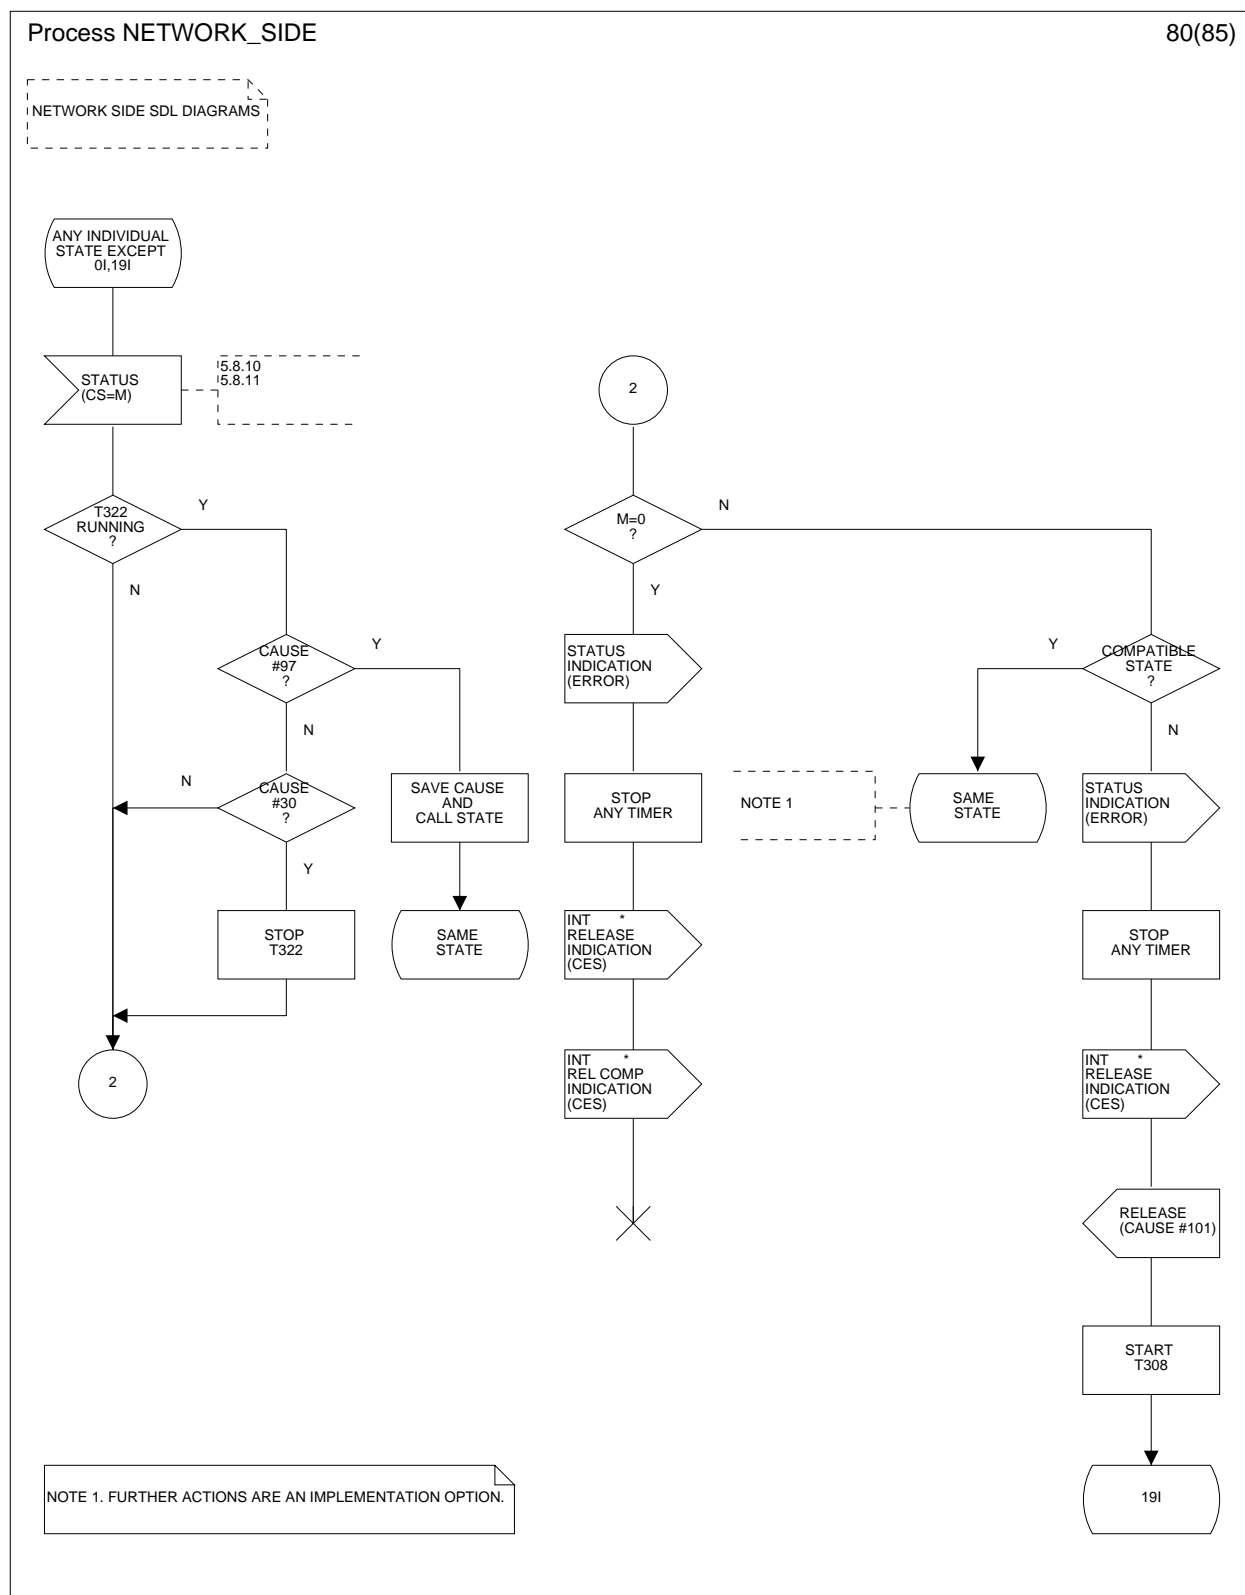 Process NETWORK_SIDE
80(85)
NETWORK SIDE SDL DIAGRAMS
ANY INDIVIDUAL
STATE EXCEPT
0I,19I
STATUS
(CS=M)
5.8.10
5.8.11
T322
RUNNING
?
Y
N
CAUSE
#97
?
Y
N
CAUSE
#30
?
N
Y
SAVE CAUSE
AND
CALL STATE
STOP
T322
SAME
STATE
2
2
M=0
?
N
Y
STATUS
INDICATION
(ERROR)
STOP
ANY TIMER
INT *
RELEASE
INDICATION
(CES)
INT *
REL COMP
INDICATION
(CES)
COMPATIBLE
STATE
?
Y
N
NOTE 1
SAME
STATE
STATUS
INDICATION
(ERROR)
STOP
ANY TIMER
INT *
RELEASE
INDICATION
(CES)
RELEASE
(CAUSE #101)
START
T308
19I
NOTE 1. FURTHER ACTIONS ARE AN IMPLEMENTATION OPTION.